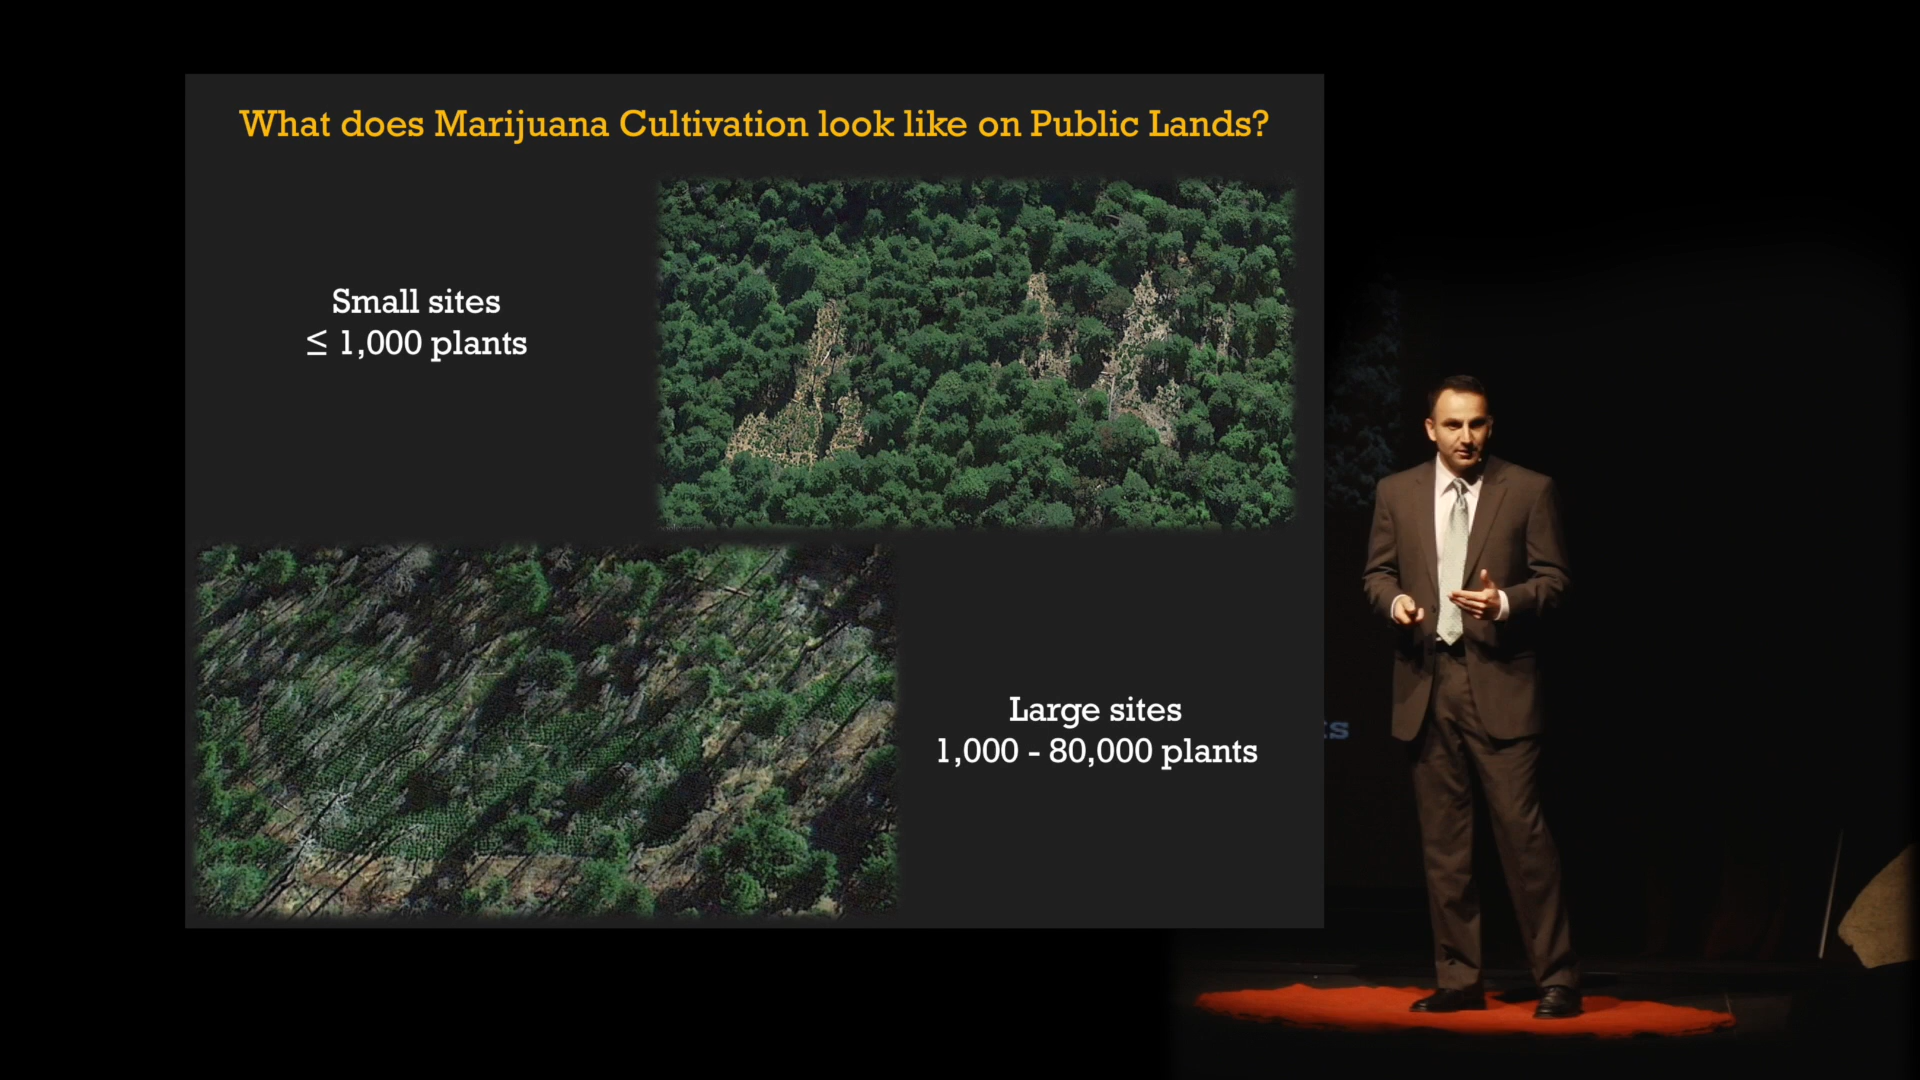 What does Marijuana Cultivation look like on Public Lands?
Small sites
≤ 1,000 plants
Large sites
1,000 - 80,000 plants